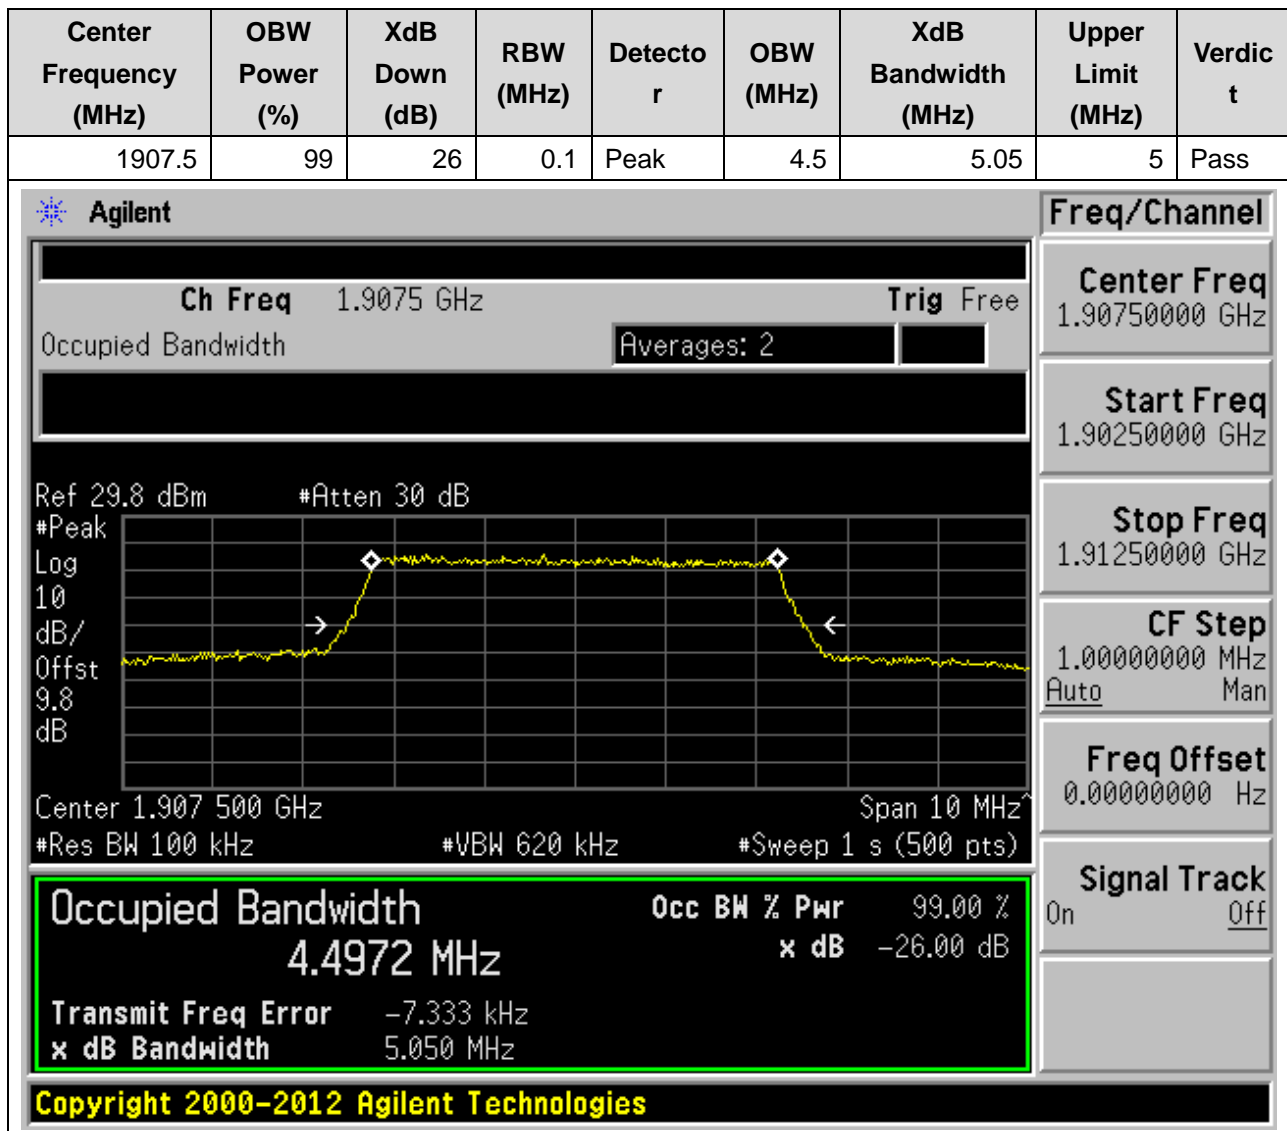 Center Frequency (MHz) OBW Power (%) XdB Down (dB) RBW (MHz) Detecto r OBW (MHz) XdB Bandwidth (MHz) Upper Limit (MHz) Verdic t
1907.5 99 26 0.1 Peak 4.5 5.05 5 Pass
Agilent
Freq/Channel
Ch Freq 1.9075 GHz Trig Free
Occupied Bandwidth Averages: 2
Center Freq
1.90750000 GHz
Start Freq
1.90250000 GHz
Stop Freq
1.91250000 GHz
CF Step
1.00000000 MHz
Auto Man
Freq Offset
0.00000000 Hz
Signal Track
On Off
Ref 29.8 dBm #Atten 30 dB
#Peak
Log
10
dB/
Offst
9.8
dB
Center 1.907 500 GHz Span 10 MHz^
#Res BW 100 kHz #VBW 620 kHz #Sweep 1 s (500 pts)
Occupied Bandwidth Occ BW % Pwr 99.00 %
4.4972 MHz x dB -26.00 dB
Transmit Freq Error -7.333 kHz
x dB Bandwidth 5.050 MHz
Copyright 2000-2012 Agilent Technologies